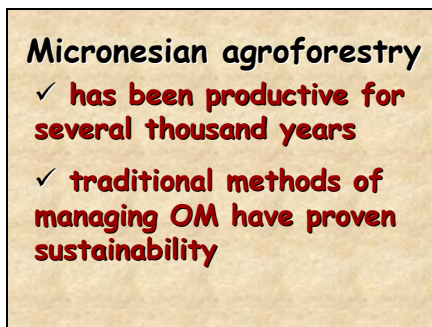 Micronesian agroforestry
✓ has been productive for
several thousand years
✓ traditional methods of
managing OM have proven
sustainability